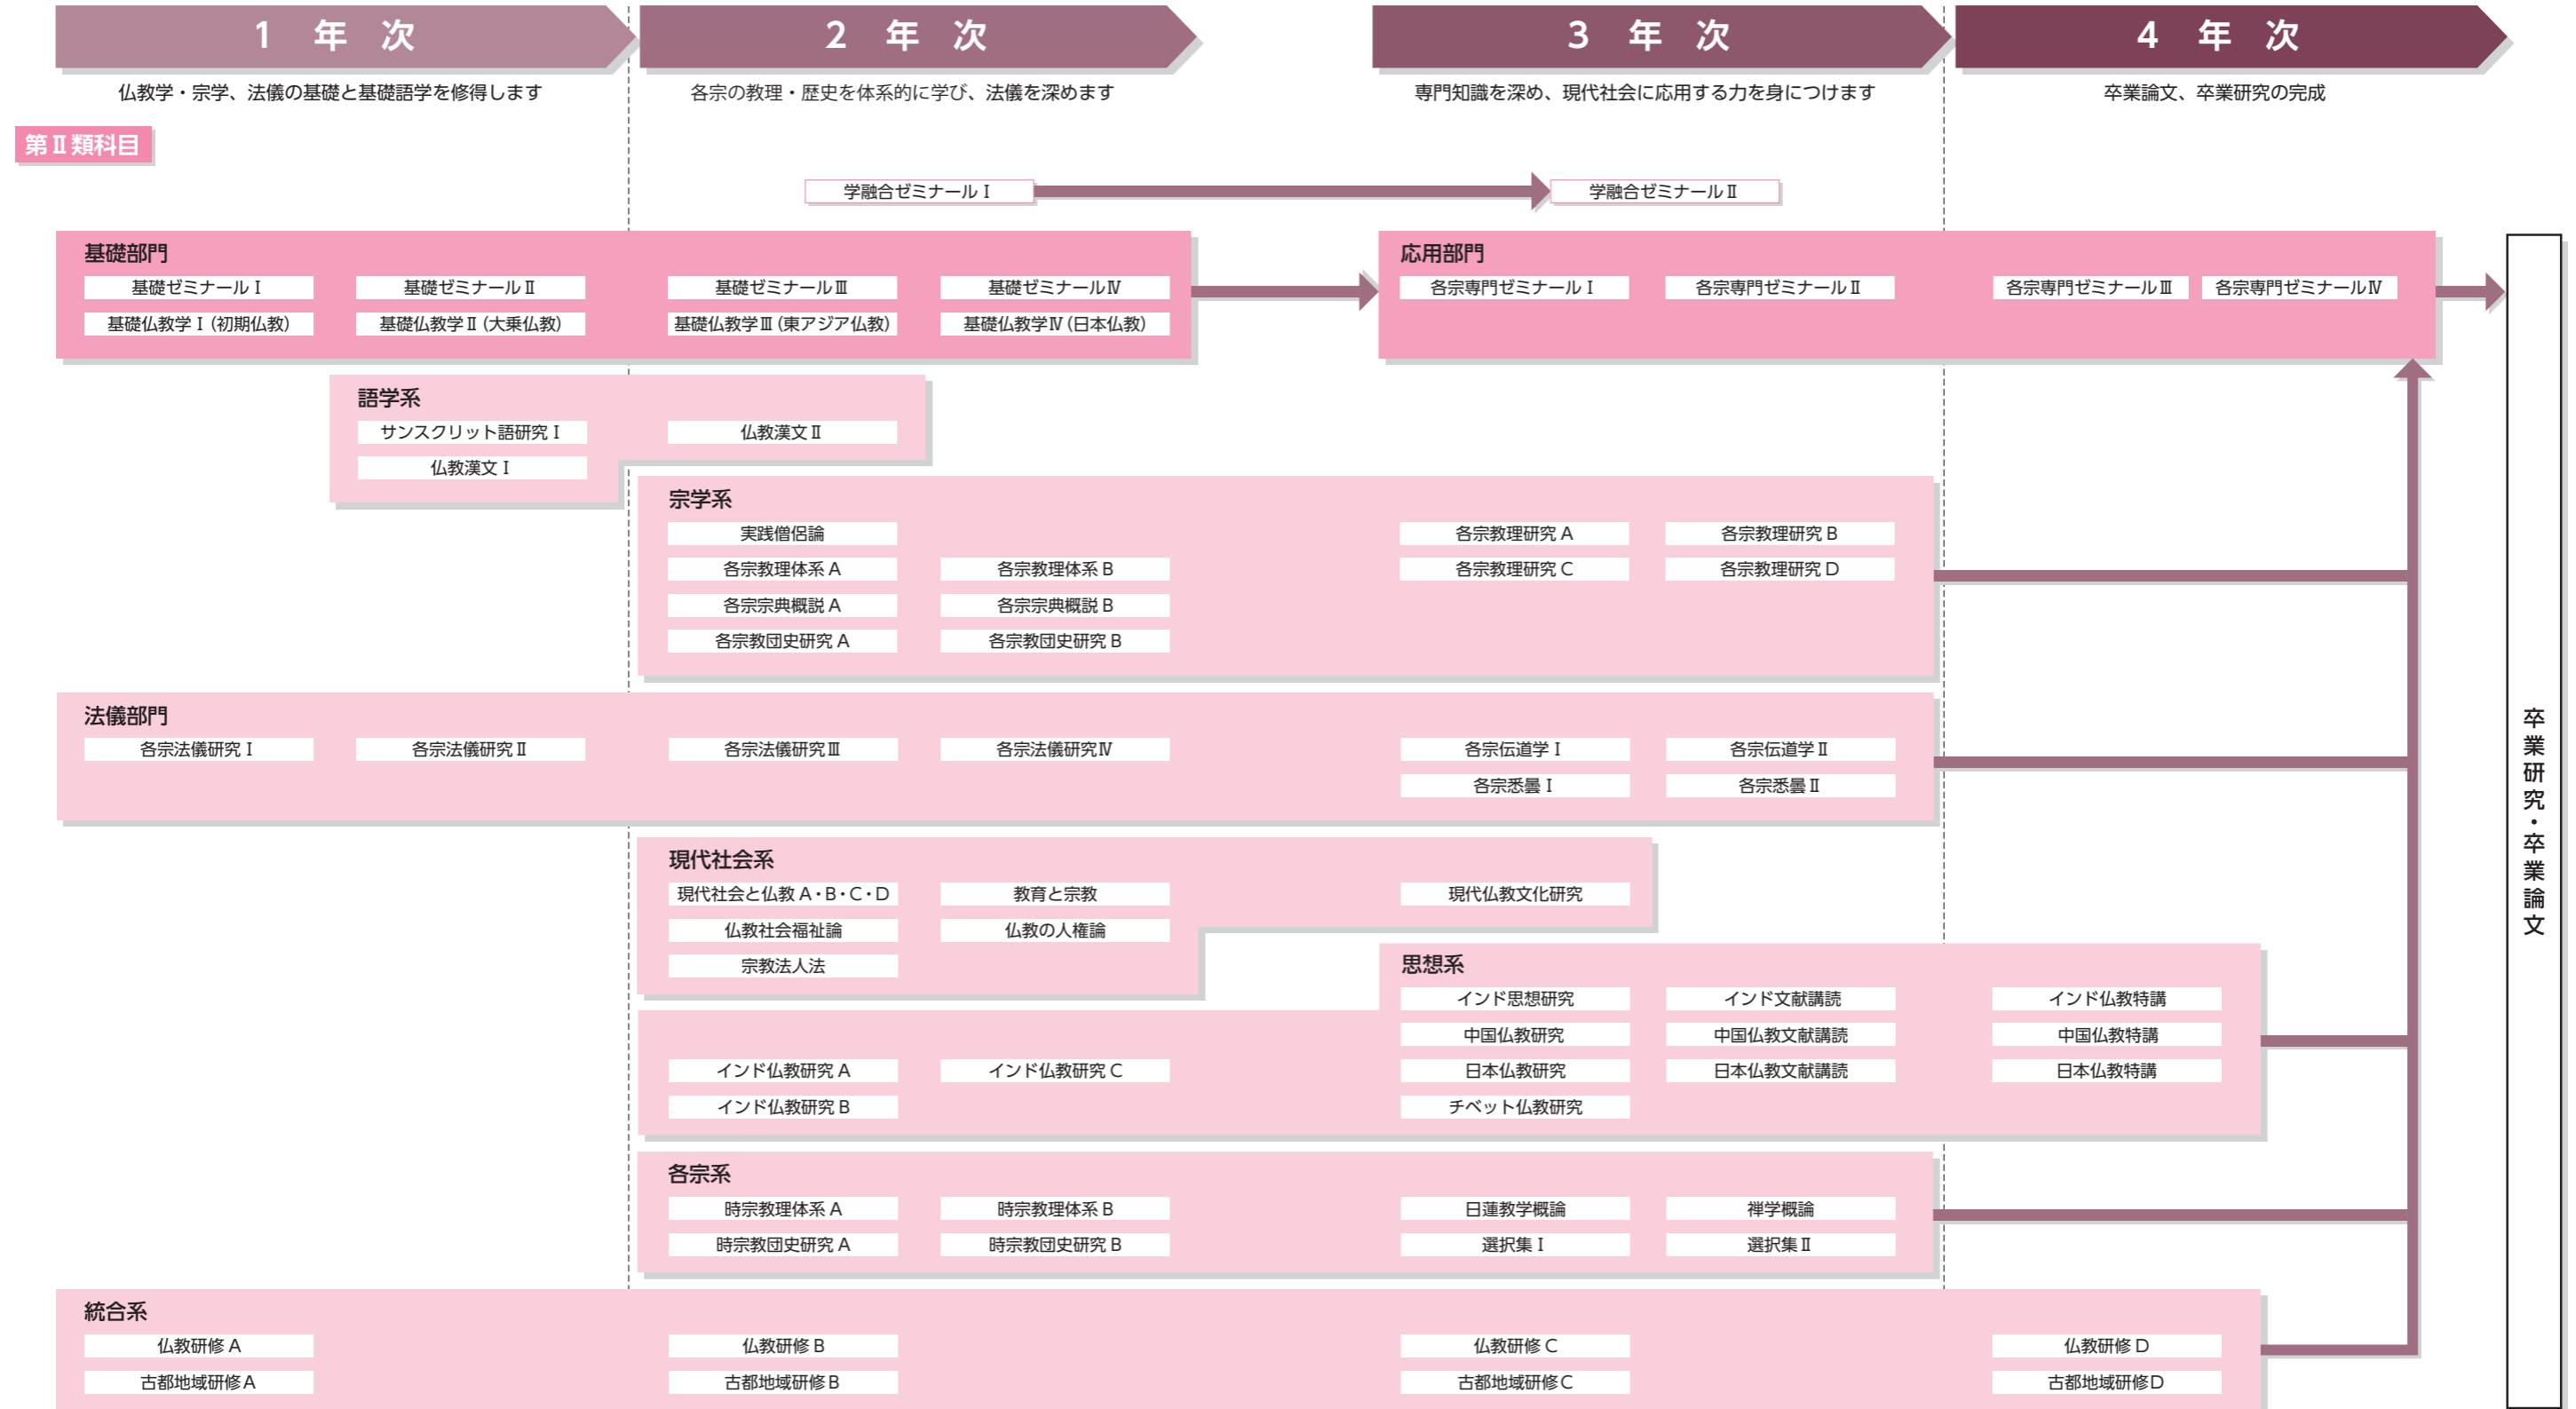 1 年 次
2 年 次
3 年 次
4 年 次
仏教学・宗学、法儀の基礎と基礎語学を修得します
各宗の教理・歴史を体系的に学び、法儀を深めます
専門知識を深め、現代社会に応用する力を身につけます
卒業論文、卒業研究の完成
第Ⅱ類科目
学融合ゼミナールⅠ
学融合ゼミナールⅡ
基礎部門
基礎ゼミナールⅠ
基礎ゼミナールⅡ
基礎ゼミナールⅢ
基礎ゼミナールⅣ
基礎仏教学Ⅰ(初期仏教)
基礎仏教学Ⅱ(大乗仏教)
基礎仏教学Ⅲ(東アジア仏教)
基礎仏教学Ⅳ(日本仏教)
応用部門
各宗専門ゼミナールⅠ
各宗専門ゼミナールⅡ
各宗専門ゼミナールⅢ
各宗専門ゼミナールⅣ
語学系
サンスクリット語研究Ⅰ
仏教漢文Ⅱ
仏教漢文Ⅰ
宗学系
実践僧侶論
各宗教理研究 A
各宗教理研究 B
各宗教理体系 A
各宗教理体系 B
各宗教理研究 C
各宗教理研究 D
各宗宗典概説 A
各宗宗典概説 B
各宗教団史研究 A
各宗教団史研究 B
法儀部門
各宗法儀研究Ⅰ
各宗法儀研究Ⅱ
各宗法儀研究Ⅲ
各宗法儀研究Ⅳ
各宗伝道学Ⅰ
各宗伝道学Ⅱ
各宗悉曇Ⅰ
各宗悉曇Ⅱ
現代社会系
現代社会と仏教 A・B・C・D
教育と宗教
現代仏教文化研究
仏教社会福祉論
仏教の人権論
宗教法人法
思想系
インド思想研究
インド文献講読
インド仏教特講
中国仏教研究
中国仏教文献講読
中国仏教特講
インド仏教研究 A
インド仏教研究 C
日本仏教研究
日本仏教文献講読
日本仏教特講
インド仏教研究 B
チベット仏教研究
各宗系
時宗教理体系 A
時宗教理体系 B
日蓮教学概論
禅学概論
時宗教団史研究 A
時宗教団史研究 B
選択集Ⅰ
選択集Ⅱ
統合系
仏教研修 A
仏教研修 B
仏教研修 C
仏教研修 D
古都地域研修A
古都地域研修B
古都地域研修C
古都地域研修D
卒業研究・卒業論文